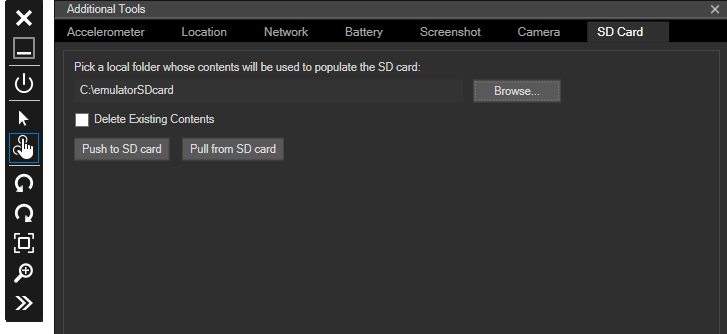 Additional Tools
Accelerometer Location Network Battery Screenshot Camera SD Card
Pick a local folder whose contents will be used to populate the SD card:
C:\emulatorSDcard Browse...
Delete Existing Contents
Push to SD card Pull from SD card